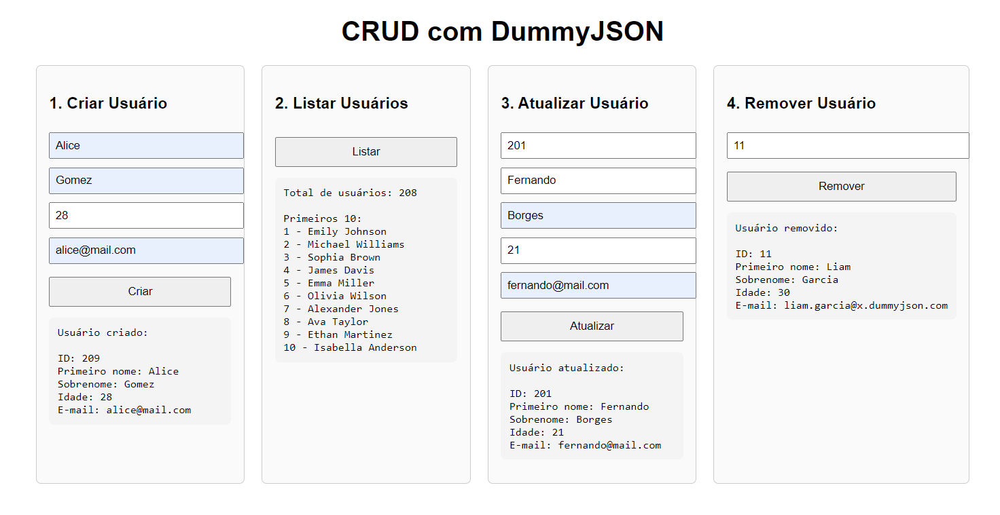 CRUD com DummyJSON
1. Criar Usuário
Alice
Gomez
28
alice@mail.com
Criar
Usuário criado:
ID: 209
Primeiro nome: Alice
Sobrenome: Gomez
Idade: 28
E-mail: alice@mail.com
2. Listar Usuários
Listar
Total de usuários: 208
Primeiros 10:
1 - Emily Johnson
2 - Michael Williams
3 - Sophia Brown
4 - James Davis
5 - Emma Miller
6 - Olivia Wilson
7 - Alexander Jones
8 - Ava Taylor
9 - Ethan Martinez
10 - Isabella Anderson
3. Atualizar Usuário
201
Fernando
Borges
21
fernando@mail.com
Atualizar
Usuário atualizado:
ID: 201
Primeiro nome: Fernando
Sobrenome: Borges
Idade: 21
E-mail: fernando@mail.com
4. Remover Usuário
11
Remover
Usuário removido:
ID: 11
Primeiro nome: Liam
Sobrenome: Garcia
Idade: 30
E-mail: liam.garcia@x.dummyjson.com